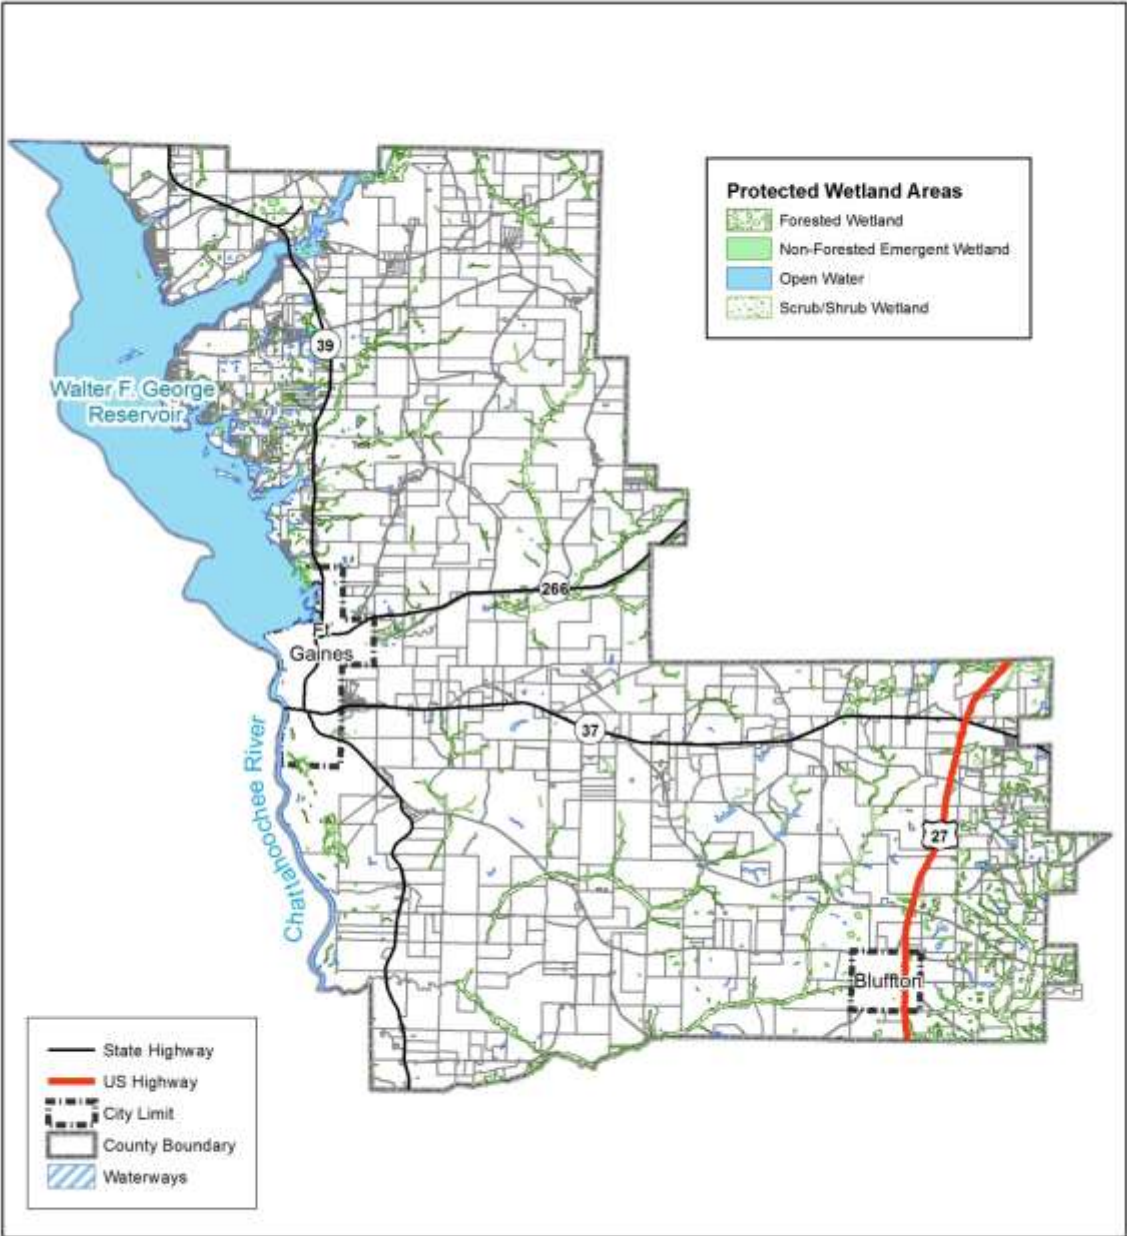 Protected Wetland Areas
Forested Wetland
Non-Forested Emergent Wetland
Open Water
Scrub/Shrub Wetland
39
Walter F. George
Reservoir
266
Ft.
Gaines
37
Chattahoochee River
27
Bluffton
State Highway
US Highway
City Limit
County Boundary
Waterways